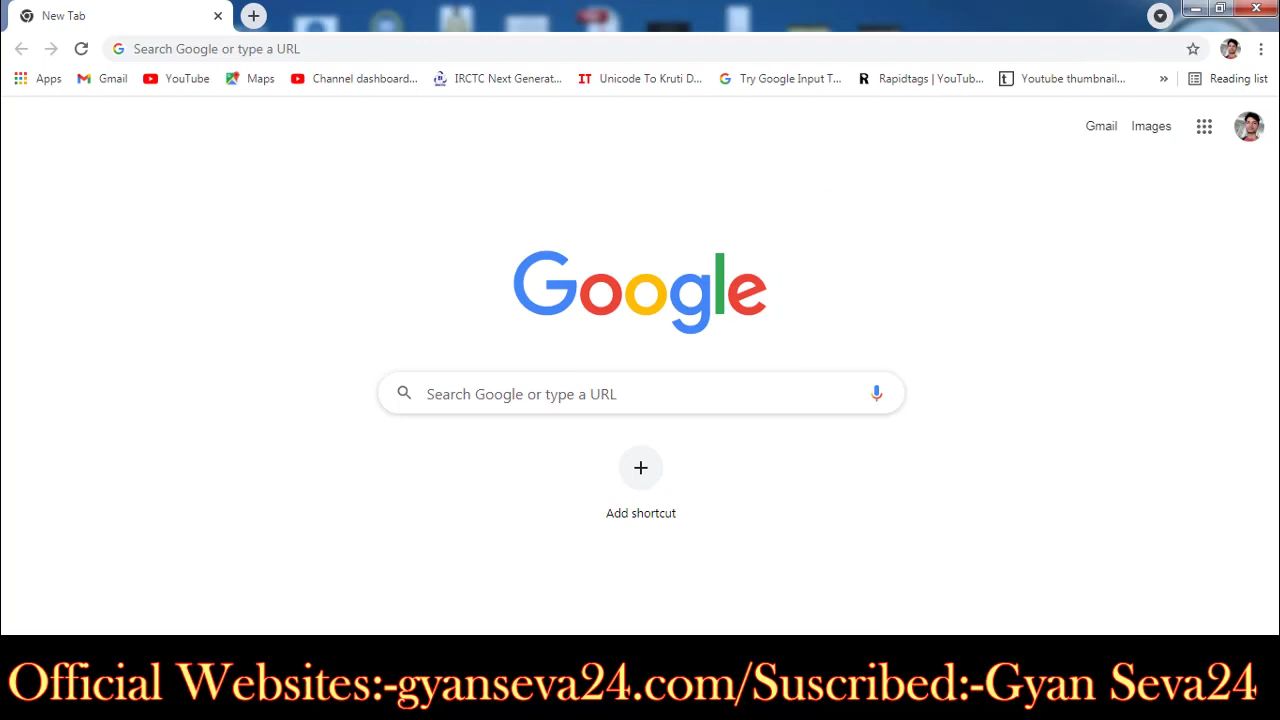 New Tab
Search Google or type a URL
Apps Gmail YouTube Maps Channel dashboard... IRCTC Next Generat... IT Unicode To Kruti D... Try Google Input T... R Rapidtags | YouTub... t Youtube thumbnail... » Reading list
Gmail Images
Google
Search Google or type a URL
Add shortcut
Official Websites:-gyanseva24.com/Suscribed:-Gyan Seva24